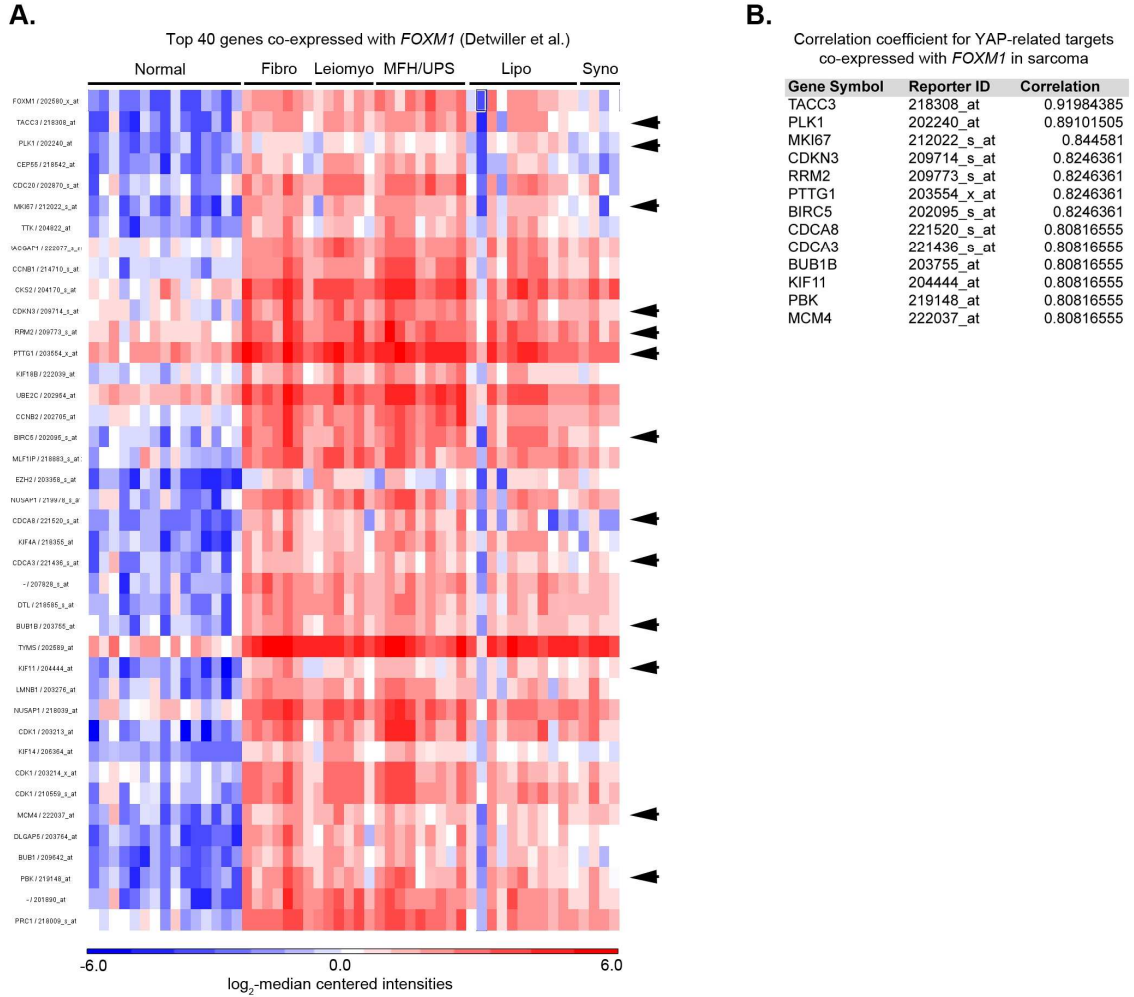 A.
Top 40 genes co-expressed with FOXM1 (Detwiller et al.)
Normal Fibro Leiomyo MFH/UPS Lipo Syno
FOXM1 / 202580_x_at
TACC3 / 218308_at
PLK1 / 202240_at
CEP55 / 218542_at
CDC20 / 202870_s_at
MKI67 / 212022_s_at
TTK / 204822_at
RACGAP1 / 222077_s_at
CCNB1 / 214710_s_at
CKS2 / 204170_s_at
CDKN3 / 209714_s_at
RRM2 / 209773_s_at
PTTG1 / 203554_x_at
KIF18B / 222039_at
UBE2C / 202954_at
CCNB2 / 202705_at
BIRC5 / 202095_s_at
MLF1IP / 218883_s_at
EZH2 / 203358_s_at
NUSAP1 / 219978_s_at
CDCA8 / 221520_s_at
KIF4A / 218355_at
CDCA3 / 221436_s_at
- / 207828_s_at
DTL / 218585_s_at
BUB1B / 203755_at
TYMS / 202589_at
KIF11 / 204444_at
LMNB1 / 203276_at
NUSAP1 / 218039_at
CDK1 / 203213_at
KIF14 / 206364_at
CDK1 / 203214_x_at
CDK1 / 210559_s_at
MCM4 / 222037_at
DLGAP5 / 203764_at
BUB1 / 209642_at
PBK / 219148_at
- / 201890_at
PRC1 / 218009_s_at
-6.0 0.0 6.0
log2-median centered intensities
B.
Correlation coefficient for YAP-related targets
co-expressed with FOXM1 in sarcoma
Gene Symbol Reporter ID Correlation
TACC3 218308_at 0.91984385
PLK1 202240_at 0.89101505
MKI67 212022_s_at 0.844581
CDKN3 209714_s_at 0.8246361
RRM2 209773_s_at 0.8246361
PTTG1 203554_x_at 0.8246361
BIRC5 202095_s_at 0.8246361
CDCA8 221520_s_at 0.80816555
CDCA3 221436_s_at 0.80816555
BUB1B 203755_at 0.80816555
KIF11 204444_at 0.80816555
PBK 219148_at 0.80816555
MCM4 222037_at 0.80816555